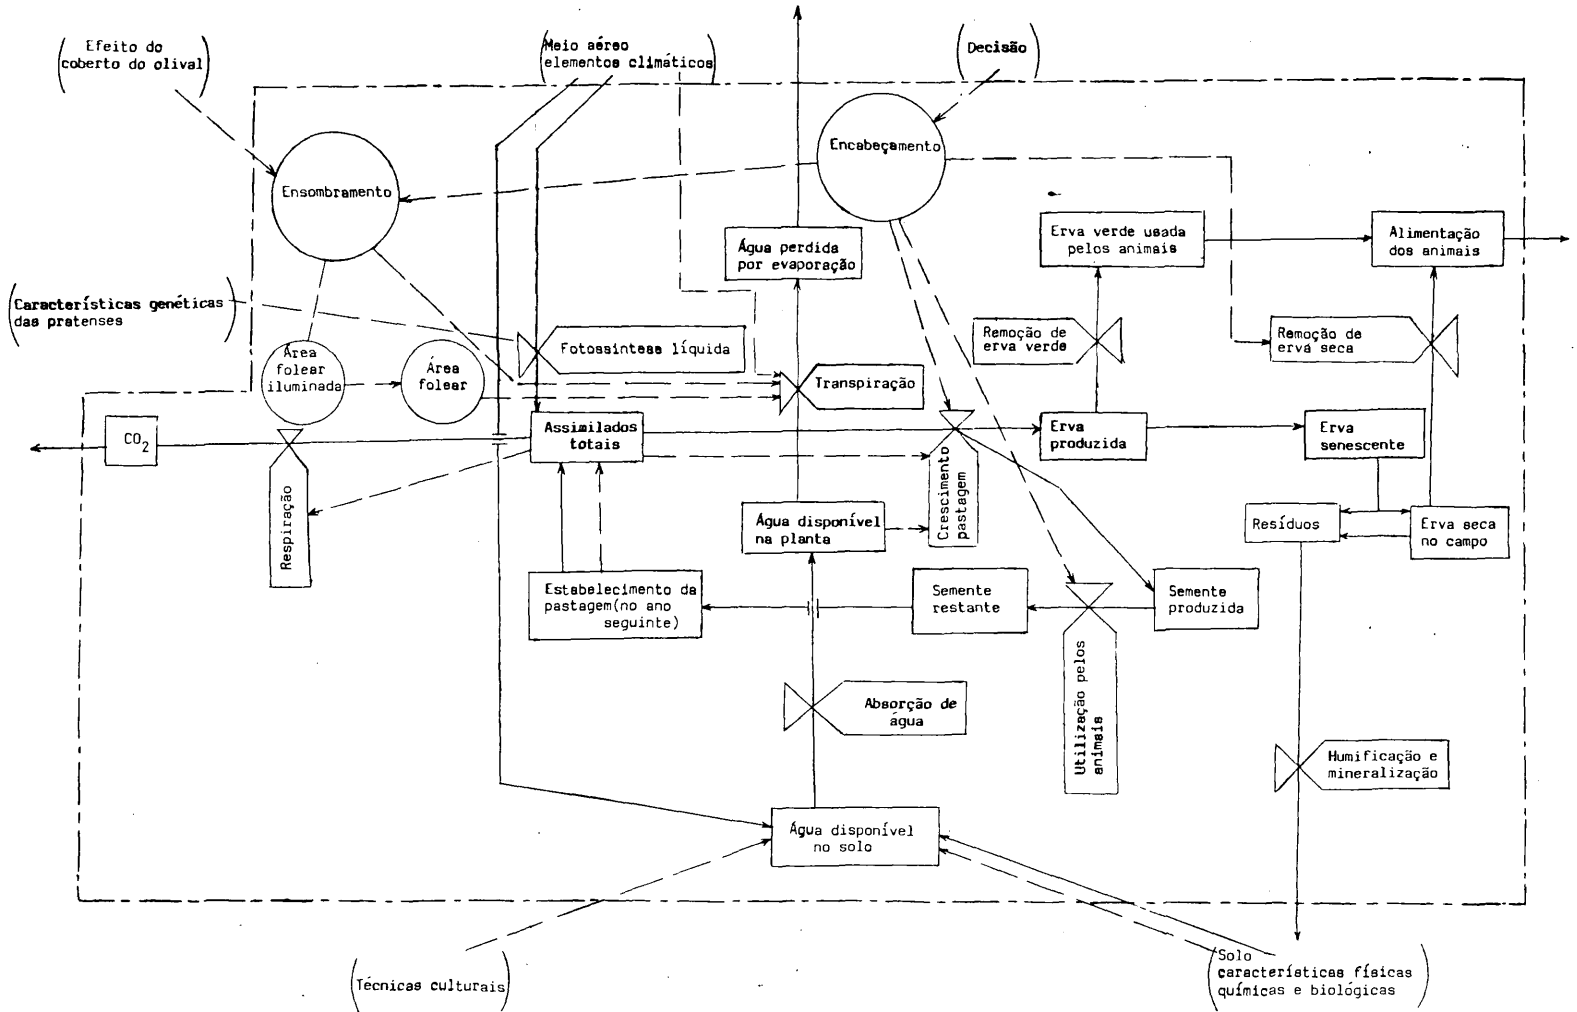 Efeito do
coberto do olival
Meio aéreo
elementos climáticos
Decisão
Encabeçamento
Ensombramento
Água perdida
por evaporação
Erva verde usada
pelos animais
Alimentação
dos animais
Características genéticas
das pratenses
Fotossíntese líquida
Remoção de
erva verde
Remoção de
erva seca
Área
folear
iluminada
Área
folear
Transpiração
CO2
Assimilados
totais
Erva
produzida
Erva
senescente
Respiração
Crescimento
pastagem
Água disponível
na planta
Resíduos
Erva seca
no campo
Estabelecimento da
pastagem(no ano
seguinte)
Semente
restante
Semente
produzida
Utilização pelos
animais
Absorção de
água
Humificação e
mineralização
Água disponível
no solo
Técnicas culturais
Solo
características físicas
químicas e biológicas